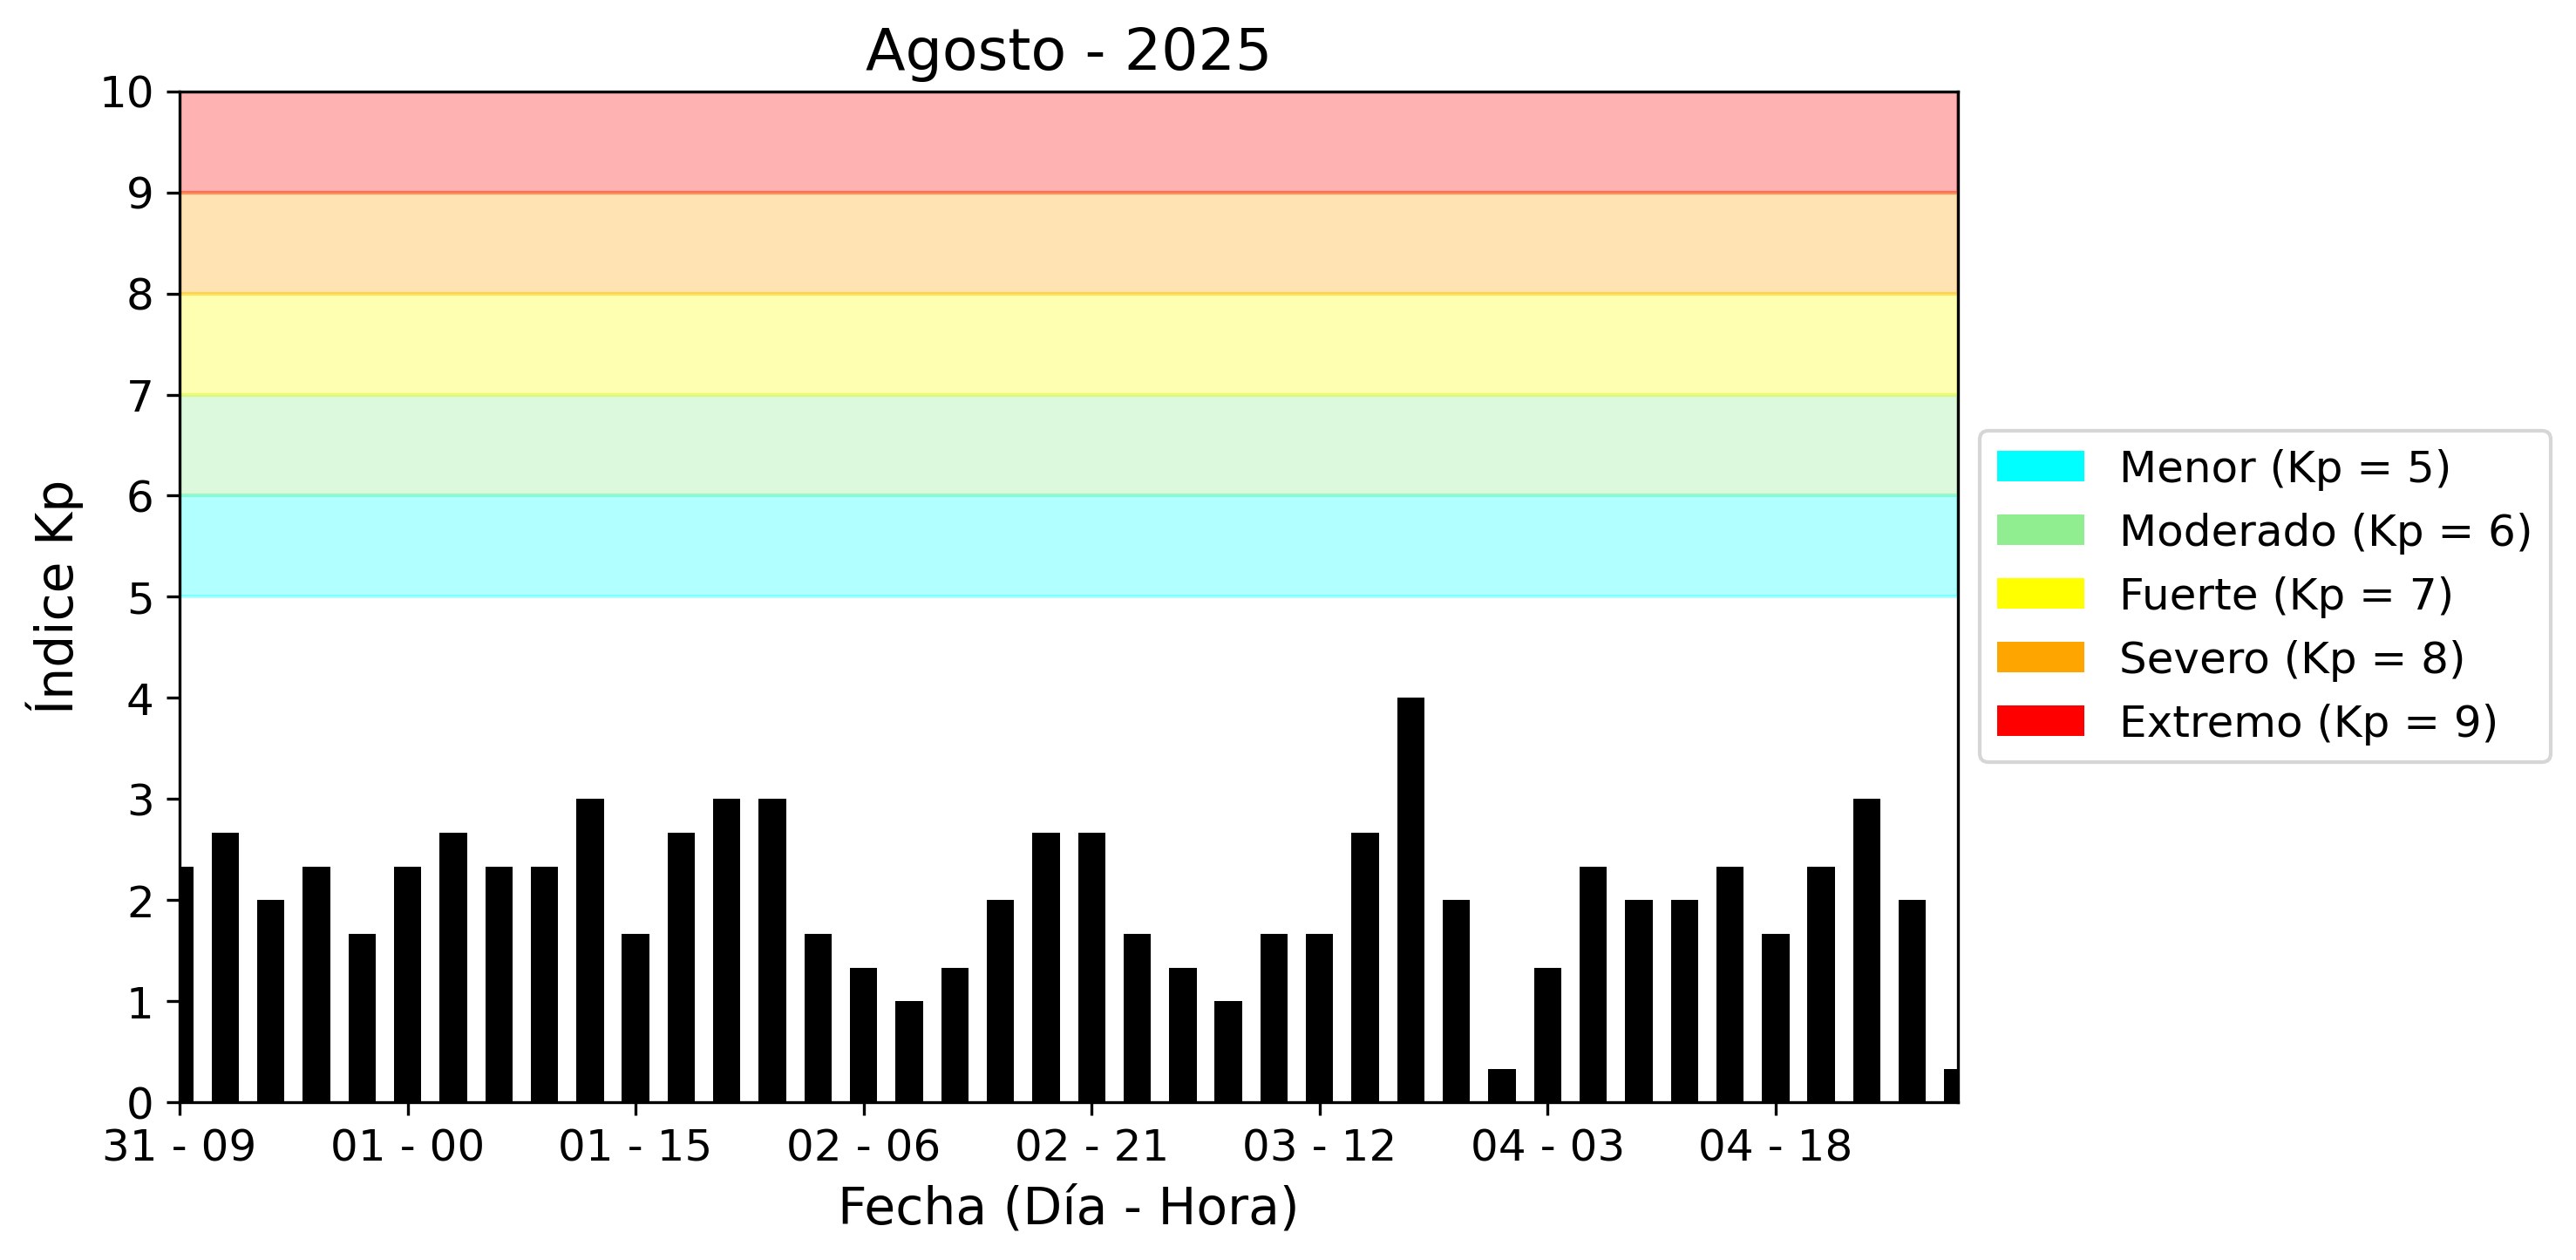 Agosto - 2025
10
9
8
7
6
5
4
3
2
1
0
Índice Kp
31 - 09
01 - 00
01 - 15
02 - 06
02 - 21
03 - 12
04 - 03
04 - 18
Fecha (Día - Hora)
Menor (Kp = 5)
Moderado (Kp = 6)
Fuerte (Kp = 7)
Severo (Kp = 8)
Extremo (Kp = 9)